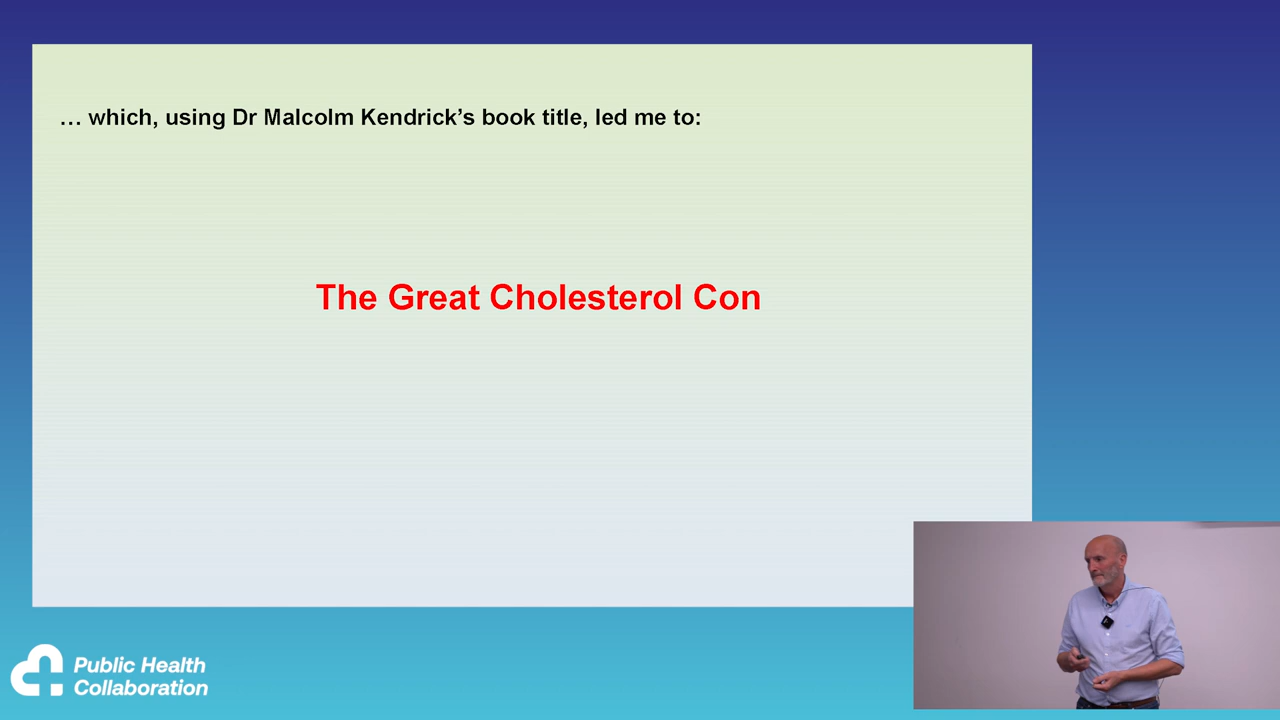 … which, using Dr Malcolm Kendrick’s book title, led me to:
The Great Cholesterol Con
Public Health
Collaboration